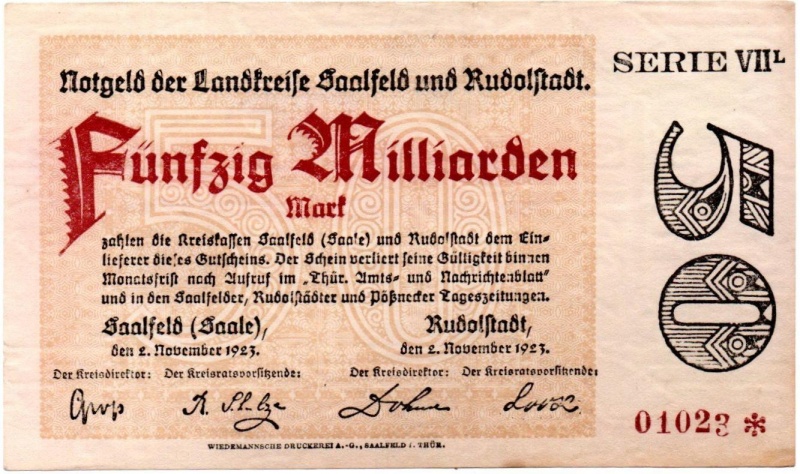 Notgeld der Landkreise Saalfeld und Rudolstadt.
SERIE VII L
50
Fünfzig Milliarden
Mark
zahlen die Kreiskassen Saalfeld (Saale) und Rudolstadt dem Ein-
lieferer dieses Gutscheins. Der Schein verliert seine Gültigkeit binnen
Monatsfrist nach Aufruf im „Thür. Amts- und Nachrichtenblatt"
und in den Saalfelder, Rudolstädter und Pößnecker Tageszeitungen.
Saalfeld (Saale), Rudolstadt,
den 2. November 1923. den 2. November 1923.
Der Kreisdirektor: Der Kreisratsvorsitzende: Der Kreisdirektor: Der Kreisratsvorsitzende:
50
01023 *
WIEDEMANNSCHE DRUCKEREI A.-G., SAALFELD I. THÜR.